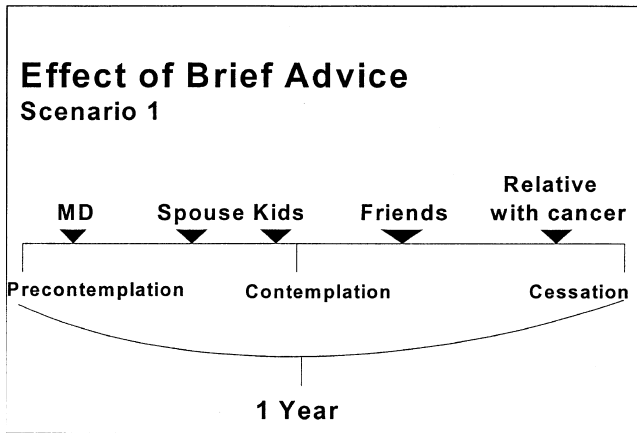 Effect of Brief Advice
Scenario 1
Relative
MD Spouse Kids Friends with cancer
Precontemplation Contemplation Cessation
1 Year